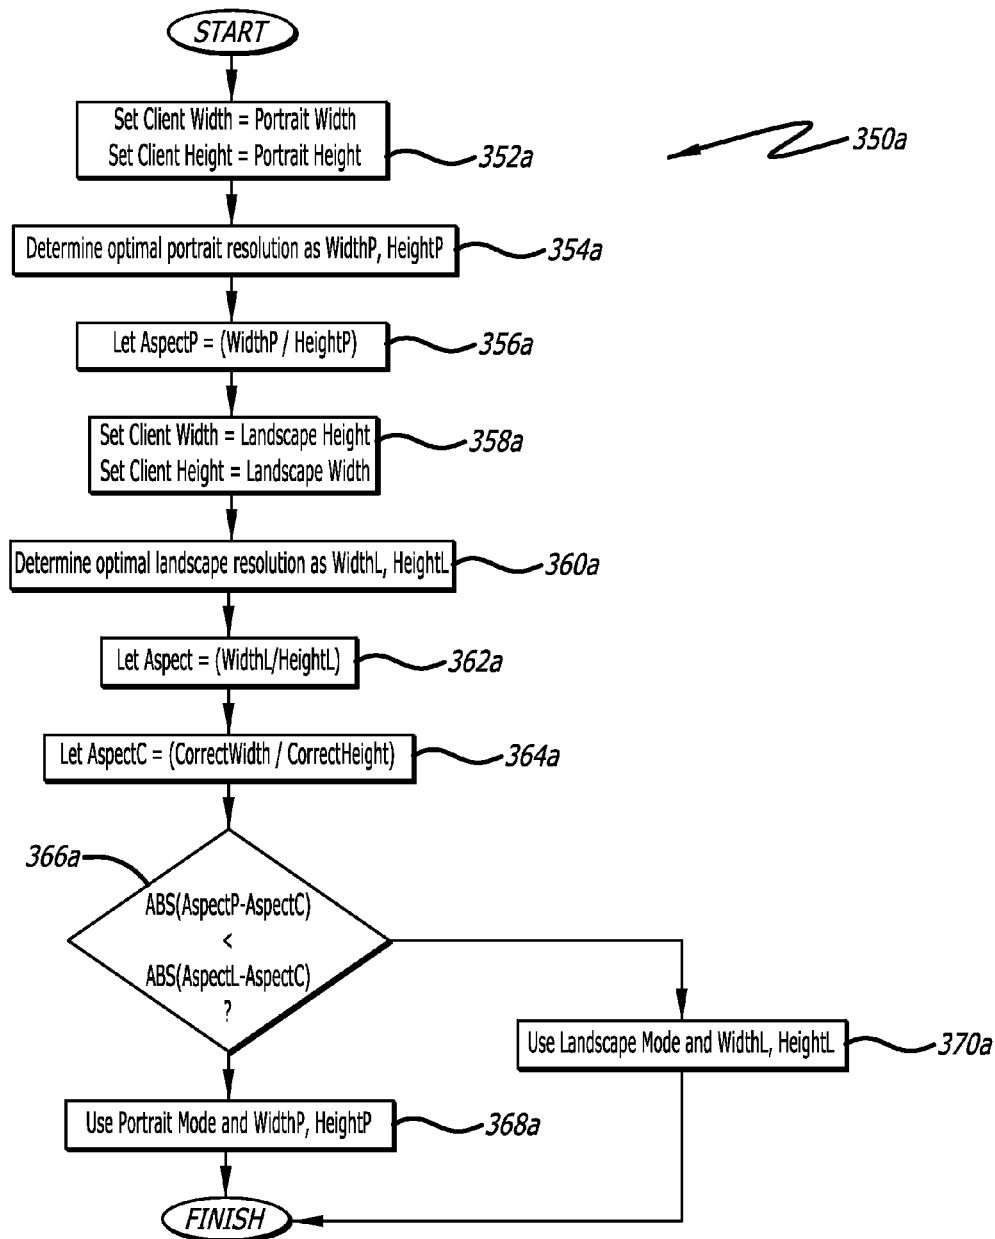 START
Set Client Width = Portrait Width
Set Client Height = Portrait Height
352a
350a
Determine optimal portrait resolution as WidthP, HeightP
354a
Let AspectP = (WidthP / HeightP)
356a
Set Client Width = Landscape Height
Set Client Height = Landscape Width
358a
Determine optimal landscape resolution as WidthL, HeightL
360a
Let Aspect = (WidthL/HeightL)
362a
Let AspectC = (CorrectWidth / CorrectHeight)
364a
366a
ABS(AspectP-AspectC)
<
ABS(AspectL-AspectC)
?
Use Landscape Mode and WidthL, HeightL
370a
Use Portrait Mode and WidthP, HeightP
368a
FINISH